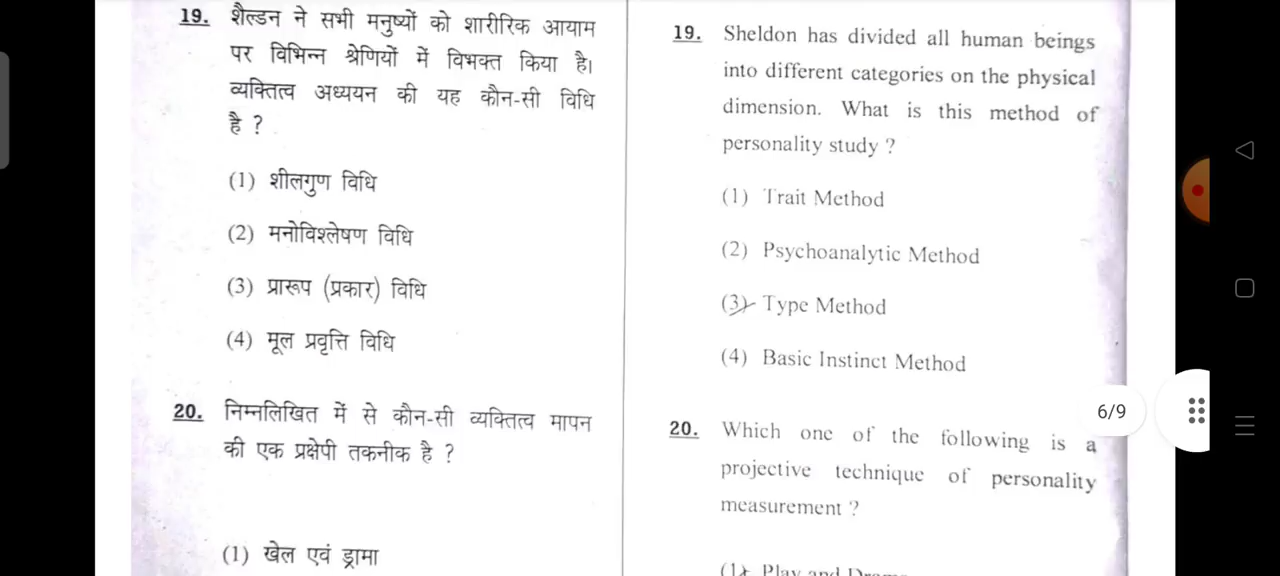 19. शैल्डन ने सभी मनुष्यों को शारीरिक आयाम
पर विभिन्न श्रेणियों में विभक्त किया है।
व्यक्तित्व अध्ययन की यह कौन-सी विधि
है ?
(1) शीलगुण विधि
(2) मनोविश्लेषण विधि
(3) प्रारूप (प्रकार) विधि
(4) मूल प्रवृत्ति विधि
20. निम्नलिखित में से कौन-सी व्यक्तित्व मापन
की एक प्रक्षेपी तकनीक है ?
(1) खेल एवं ड्रामा
19. Sheldon has divided all human beings
into different categories on the physical
dimension. What is this method of
personality study ?
(1) Trait Method
(2) Psychoanalytic Method
(3) Type Method
(4) Basic Instinct Method
20. Which one of the following is a
projective technique of personality
measurement ?
(1) Play and Drama
6/9